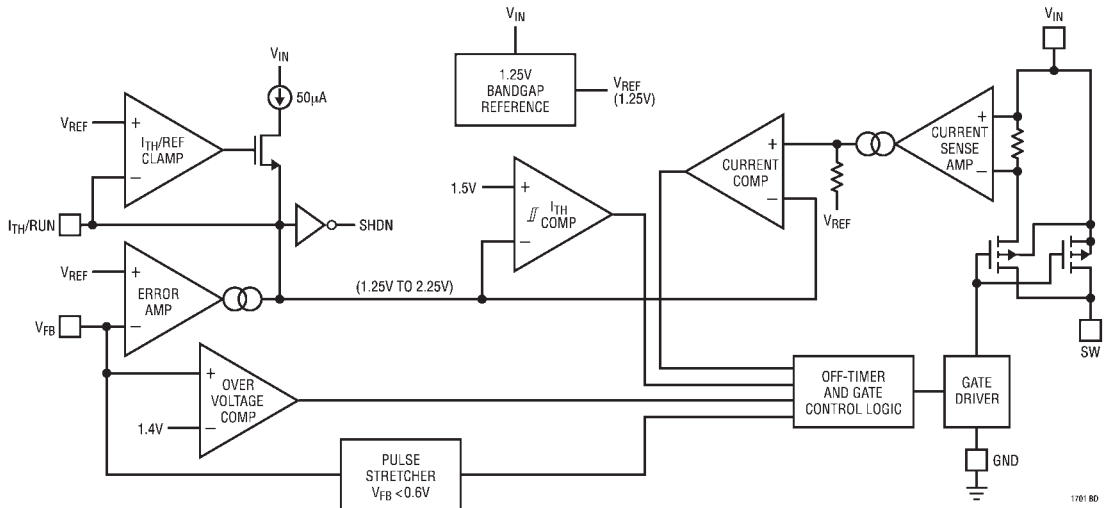 VIN
VIN
VIN
50μA
1.25V
BANDGAP
REFERENCE
VREF
(1.25V)
VREF
+
ITH/REF
CLAMP
−
+
CURRENT
SENSE
AMP
−
+
CURRENT
COMP
−
VREF
1.5V
+
ITH
COMP
−
ITH/RUN
SHDN
VREF
+
ERROR
AMP
−
(1.25V TO 2.25V)
VFB
SW
+
OVER
VOLTAGE
COMP
−
1.4V
OFF-TIMER
AND GATE
CONTROL LOGIC
GATE
DRIVER
PULSE
STRETCHER
VFB <0.6V
GND
1701 BD